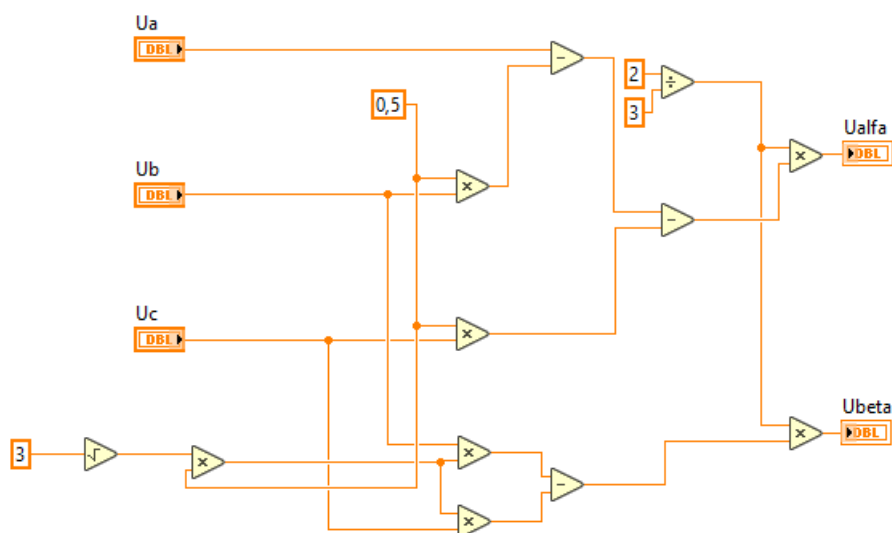 Ua
DBL
0,5
2
÷
3
Ualfa
DBL
Ub
DBL
×
×
−
−
Uc
DBL
×
Ubeta
DBL
3
√
×
×
−
×
×